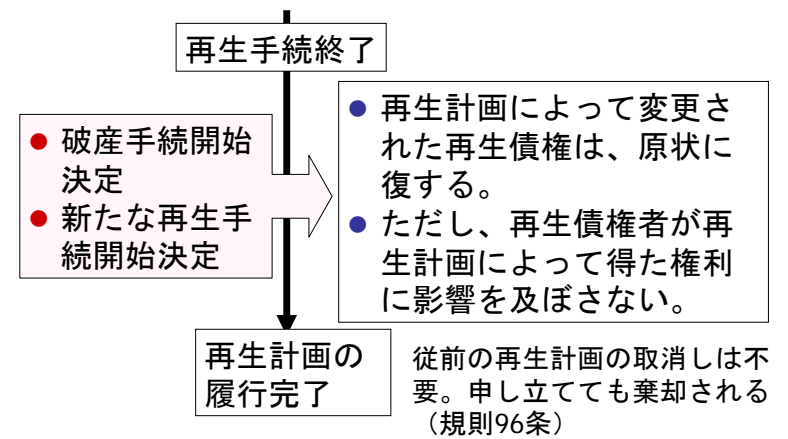 再生手続終了
● 破産手続開始
決定
● 新たな再生手
続開始決定
● 再生計画によって変更さ
れた再生債権は、原状に
復する。
● ただし、再生債権者が再
生計画によって得た権利
に影響を及ぼさない。
再生計画の
履行完了
従前の再生計画の取消しは不
要。申し立てても棄却される
（規則96条）